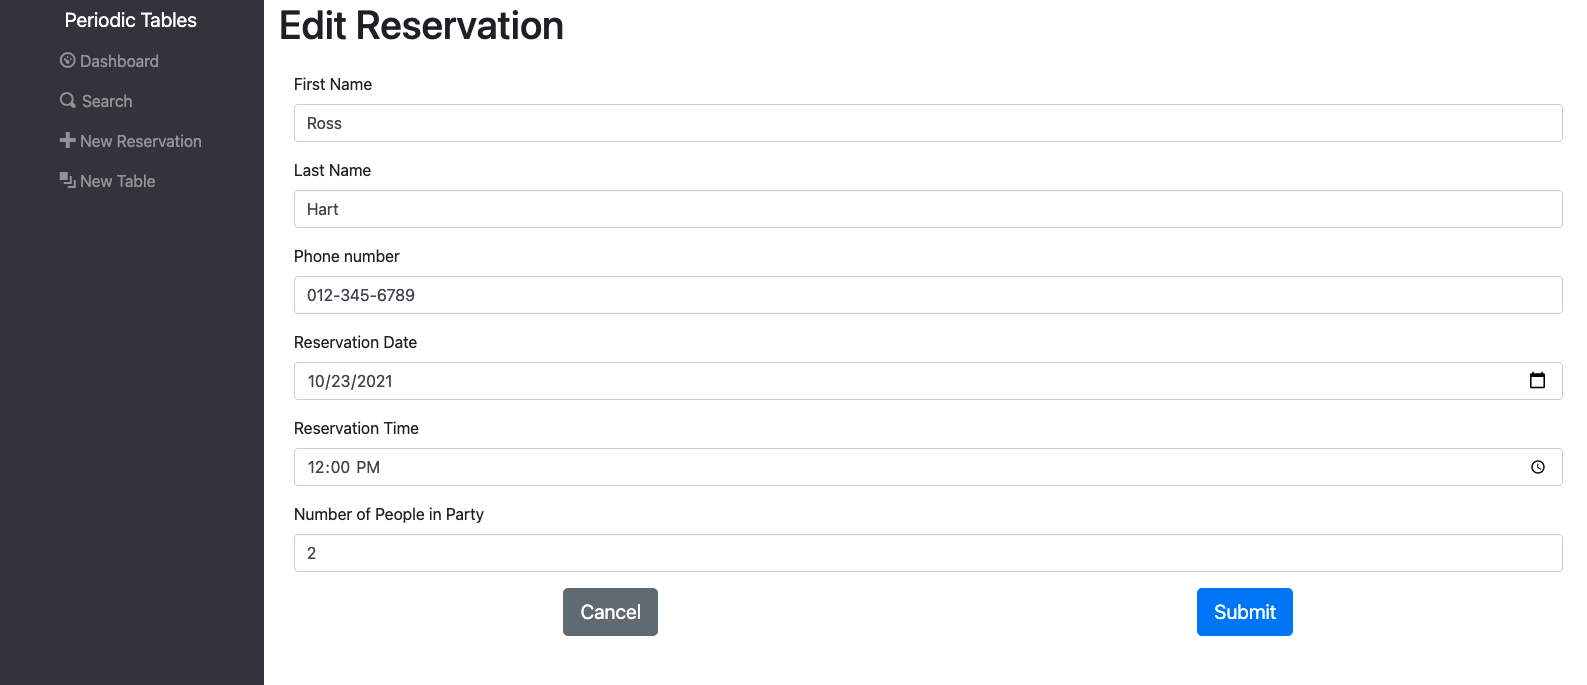 Periodic Tables
Dashboard
Search
New Reservation
New Table
Edit Reservation
First Name
Ross
Last Name
Hart
Phone number
012-345-6789
Reservation Date
10/23/2021
Reservation Time
12:00 PM
Number of People in Party
2
Cancel
Submit